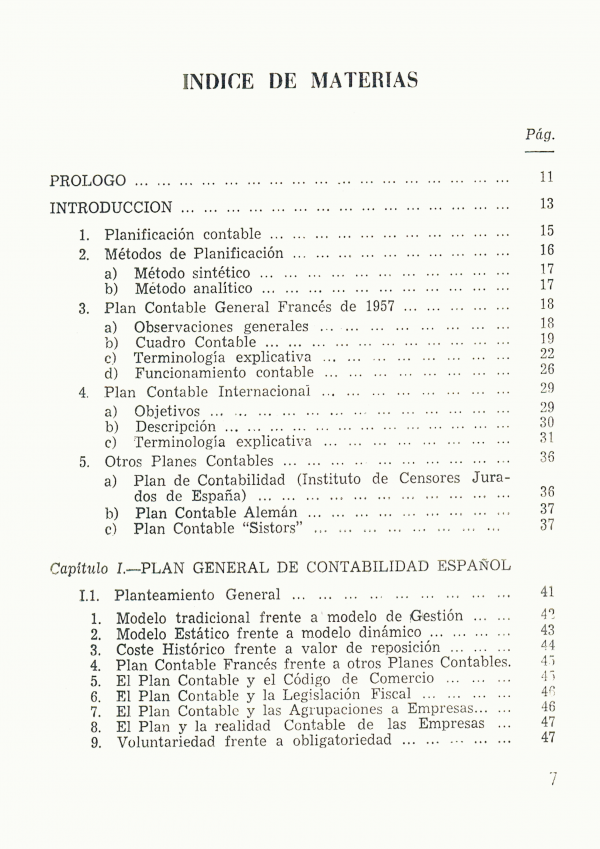 INDICE DE MATERIAS
Pág.
PROLOGO ... ... ... ... ... ... ... ... ... ... ... ... ... ... ... ... ... 11
INTRODUCCION ... ... ... ... ... ... ... ... ... ... ... ... ... ... ... 13
1. Planificación contable ... ... ... ... ... ... ... ... ... ... ... 15
2. Métodos de Planificación ... ... ... ... ... ... ... ... ... ... 16
a) Método sintético ... ... ... ... ... ... ... ... ... ... ... 17
b) Método analítico ... ... ... ... ... ... ... ... ... ... ... 17
3. Plan Contable General Francés de 1957 ... ... ... ... ... 18
a) Observaciones generales ... ... ... ... ... ... ... ... ... 18
b) Cuadro Contable ... ... ... ... ... ... ... ... ... ... ... 19
c) Terminología explicativa ... ... ... ... ... ... ... ... ... 22
d) Funcionamiento contable ... ... ... ... ... ... ... ... ... 26
4. Plan Contable Internacional ... ... ... ... ... ... ... ... ... 29
a) Objetivos ... ... ... ... ... ... ... ... ... ... ... ... ... ... 29
b) Descripción ... ... ... ... ... ... ... ... ... ... ... ... ... 30
c) Terminología explicativa ... ... ... ... ... ... ... ... ... 31
5. Otros Planes Contables ... ... ... ... ... ... ... ... ... ... ... 36
a) Plan de Contabilidad (Instituto de Censores Jura-
dos de España) ... ... ... ... ... ... ... ... ... ... ... 36
b) Plan Contable Alemán ... ... ... ... ... ... ... ... ... ... 37
c) Plan Contable “Sistors” ... ... ... ... ... ... ... ... ... 37
Capítulo I.—PLAN GENERAL DE CONTABILIDAD ESPAÑOL
I.1. Planteamiento General ... ... ... ... ... ... ... ... ... ... 41
1. Modelo tradicional frente a modelo de Gestión ... ... 42
2. Modelo Estático frente a modelo dinámico ... ... ... ... 43
3. Coste Histórico frente a valor de reposición ... ... ... 44
4. Plan Contable Francés frente a otros Planes Contables. 45
5. El Plan Contable y el Código de Comercio ... ... ... 45
6. El Plan Contable y la Legislación Fiscal ... ... ... ... 46
7. El Plan Contable y las Agrupaciones a Empresas... ... 46
8. El Plan y la realidad Contable de las Empresas ... 47
9. Voluntariedad frente a obligatoriedad ... ... ... ... ... 47
7